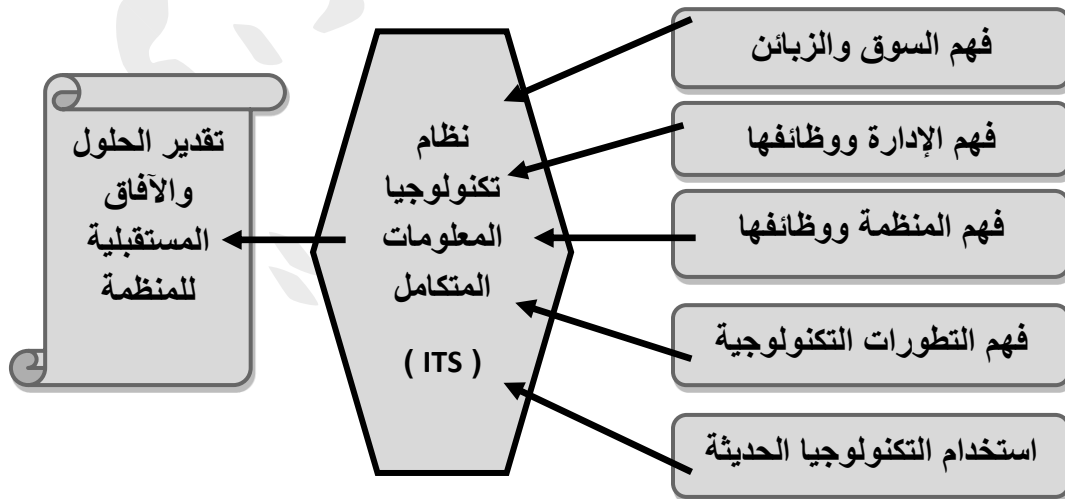 فهم السوق والزبائن
فهم الإدارة ووظائفها
فهم المنظمة ووظائفها
فهم التطورات التكنولوجية
استخدام التكنولوجيا الحديثة
نظام
تكنولوجيا
المعلومات
المتكامل
( ITS )
تقدير الحلول
والآفاق
المستقبلية
للمنظمة